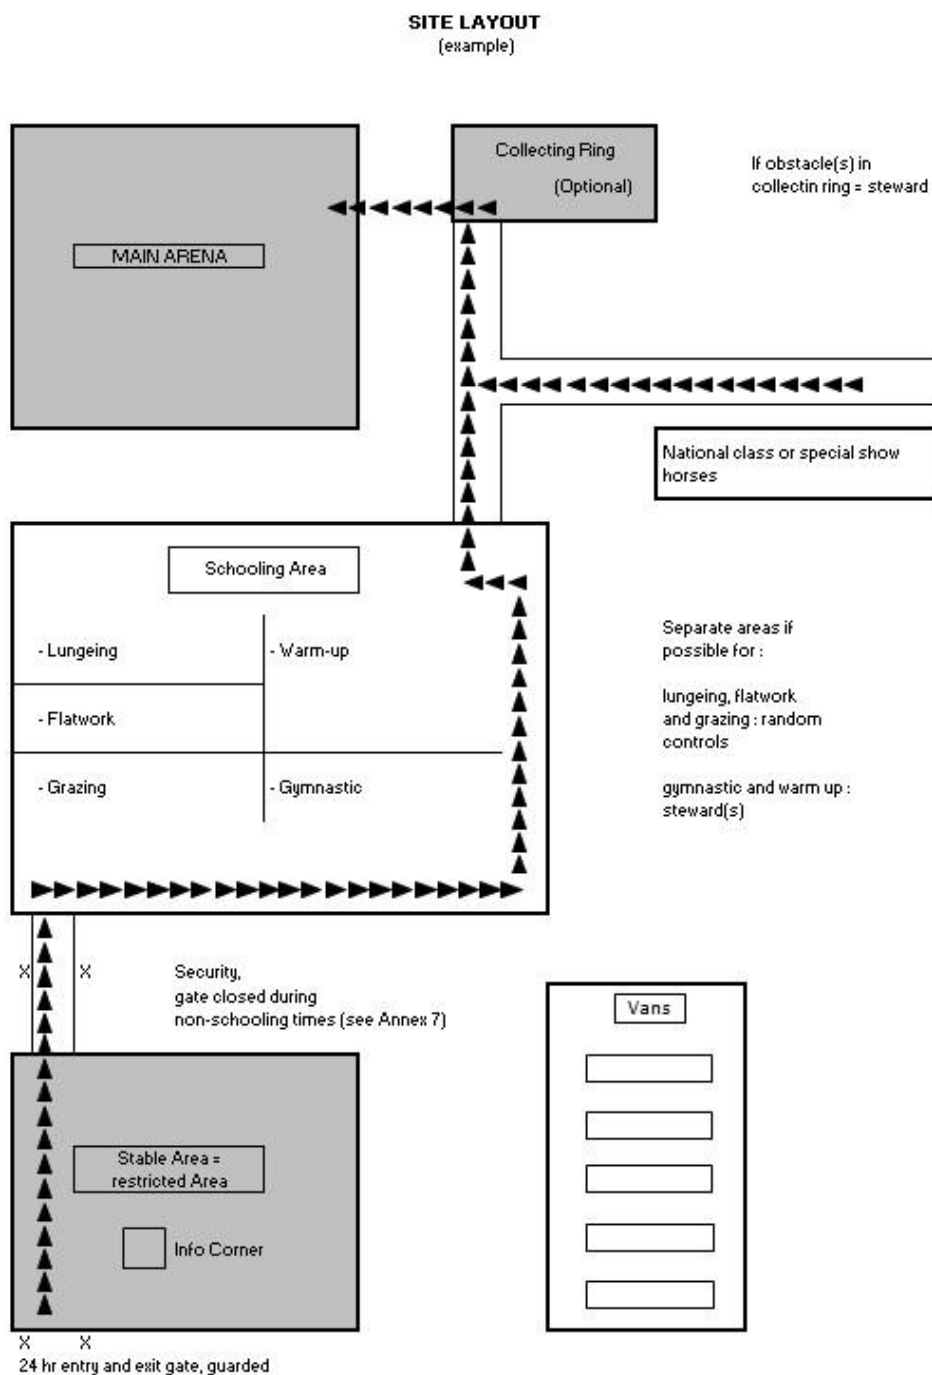 SITE LAYOUT
(example)
Collecting Ring
(Optional)
If obstacle(s) in
collectin ring = steward
MAIN ARENA
National class or special show
horses
Schooling Area
- Lungeing
- Warm-up
- Flatwork
- Grazing
- Gymnastic
Separate areas if
possible for :
lungeing, flatwork
and grazing : random
controls
gymnastic and warm up :
steward(s)
X X
Security,
gate closed during
non-schooling times (see Annex 7)
Vans
Stable Area =
restricted Area
Info Corner
X X
24 hr entry and exit gate, guarded